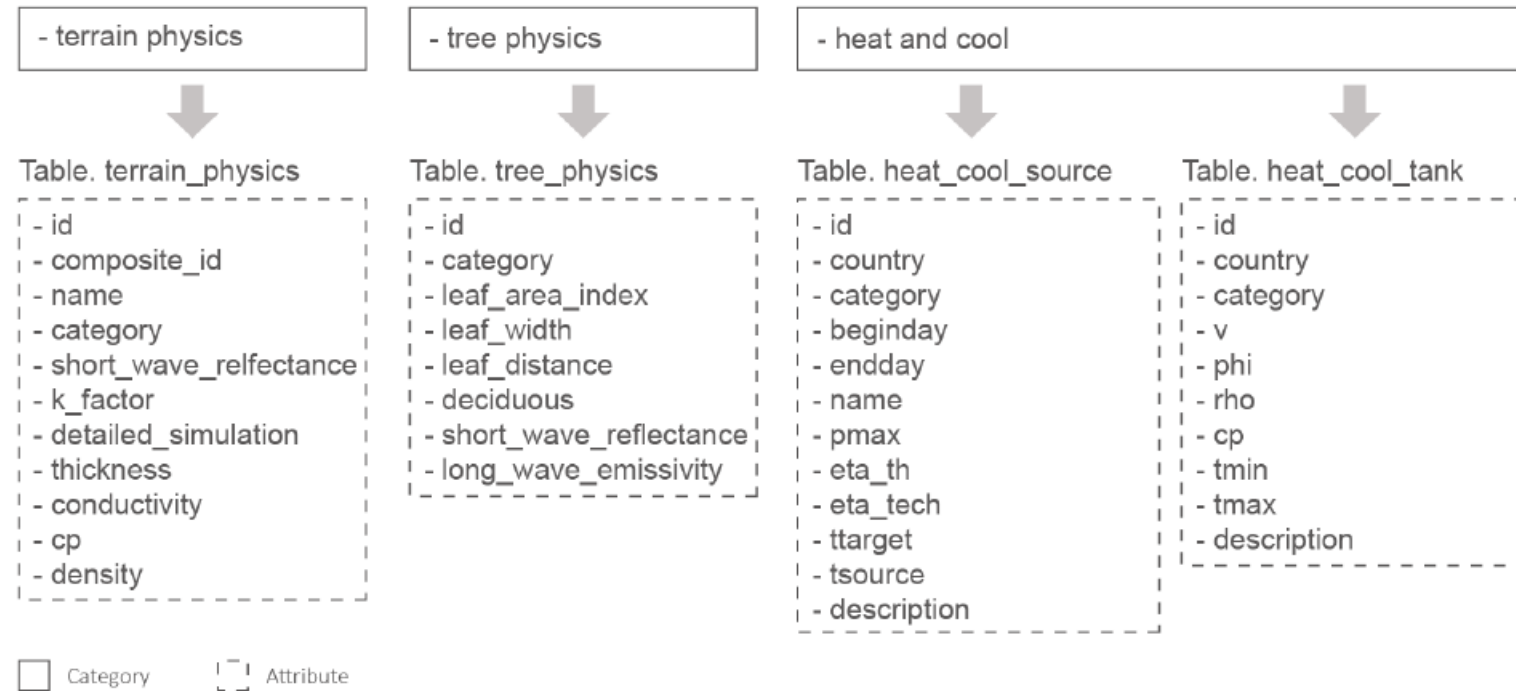 - terrain physics
- tree physics
- heat and cool
Table. terrain_physics
- id
- composite_id
- name
- category
- short_wave_relfectance
- k_factor
- detailed_simulation
- thickness
- conductivity
- cp
- density
Table. tree_physics
- id
- category
- leaf_area_index
- leaf_width
- leaf_distance
- deciduous
- short_wave_reflectance
- long_wave_emissivity
Table. heat_cool_source
- id
- country
- category
- beginday
- endday
- name
- pmax
- eta_th
- eta_tech
- ttarget
- tsource
- description
Table. heat_cool_tank
- id
- country
- category
- v
- phi
- rho
- cp
- tmin
- tmax
- description
Category
Attribute